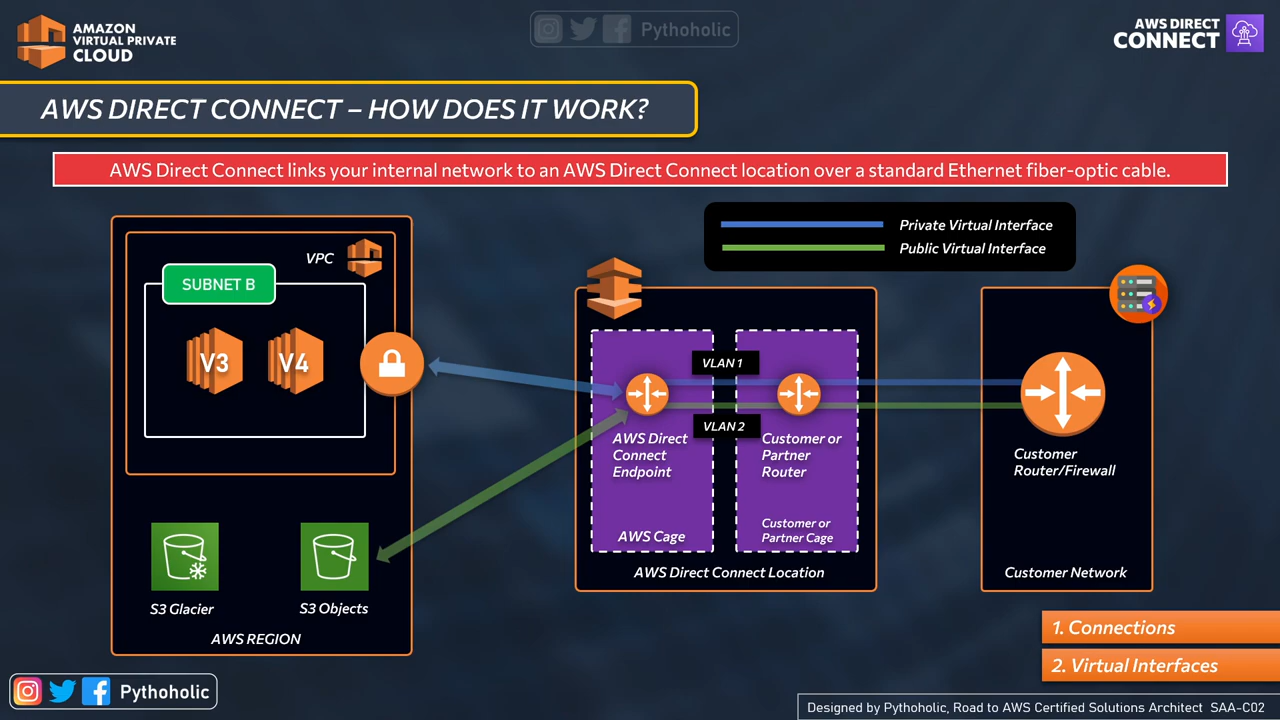 AMAZON
VIRTUAL PRIVATE
CLOUD
Pythoholic
AWS DIRECT
CONNECT
AWS DIRECT CONNECT – HOW DOES IT WORK?
AWS Direct Connect links your internal network to an AWS Direct Connect location over a standard Ethernet fiber-optic cable.
Private Virtual Interface
Public Virtual Interface
VPC
SUBNET B
V3
V4
VLAN 1
VLAN 2
AWS Direct
Connect
Endpoint
Customer or
Partner
Router
AWS Cage
Customer or
Partner Cage
AWS Direct Connect Location
Customer
Router/Firewall
Customer Network
S3 Glacier
S3 Objects
AWS REGION
1. Connections
2. Virtual Interfaces
Pythoholic
Designed by Pythoholic, Road to AWS Certified Solutions Architect SAA-C02